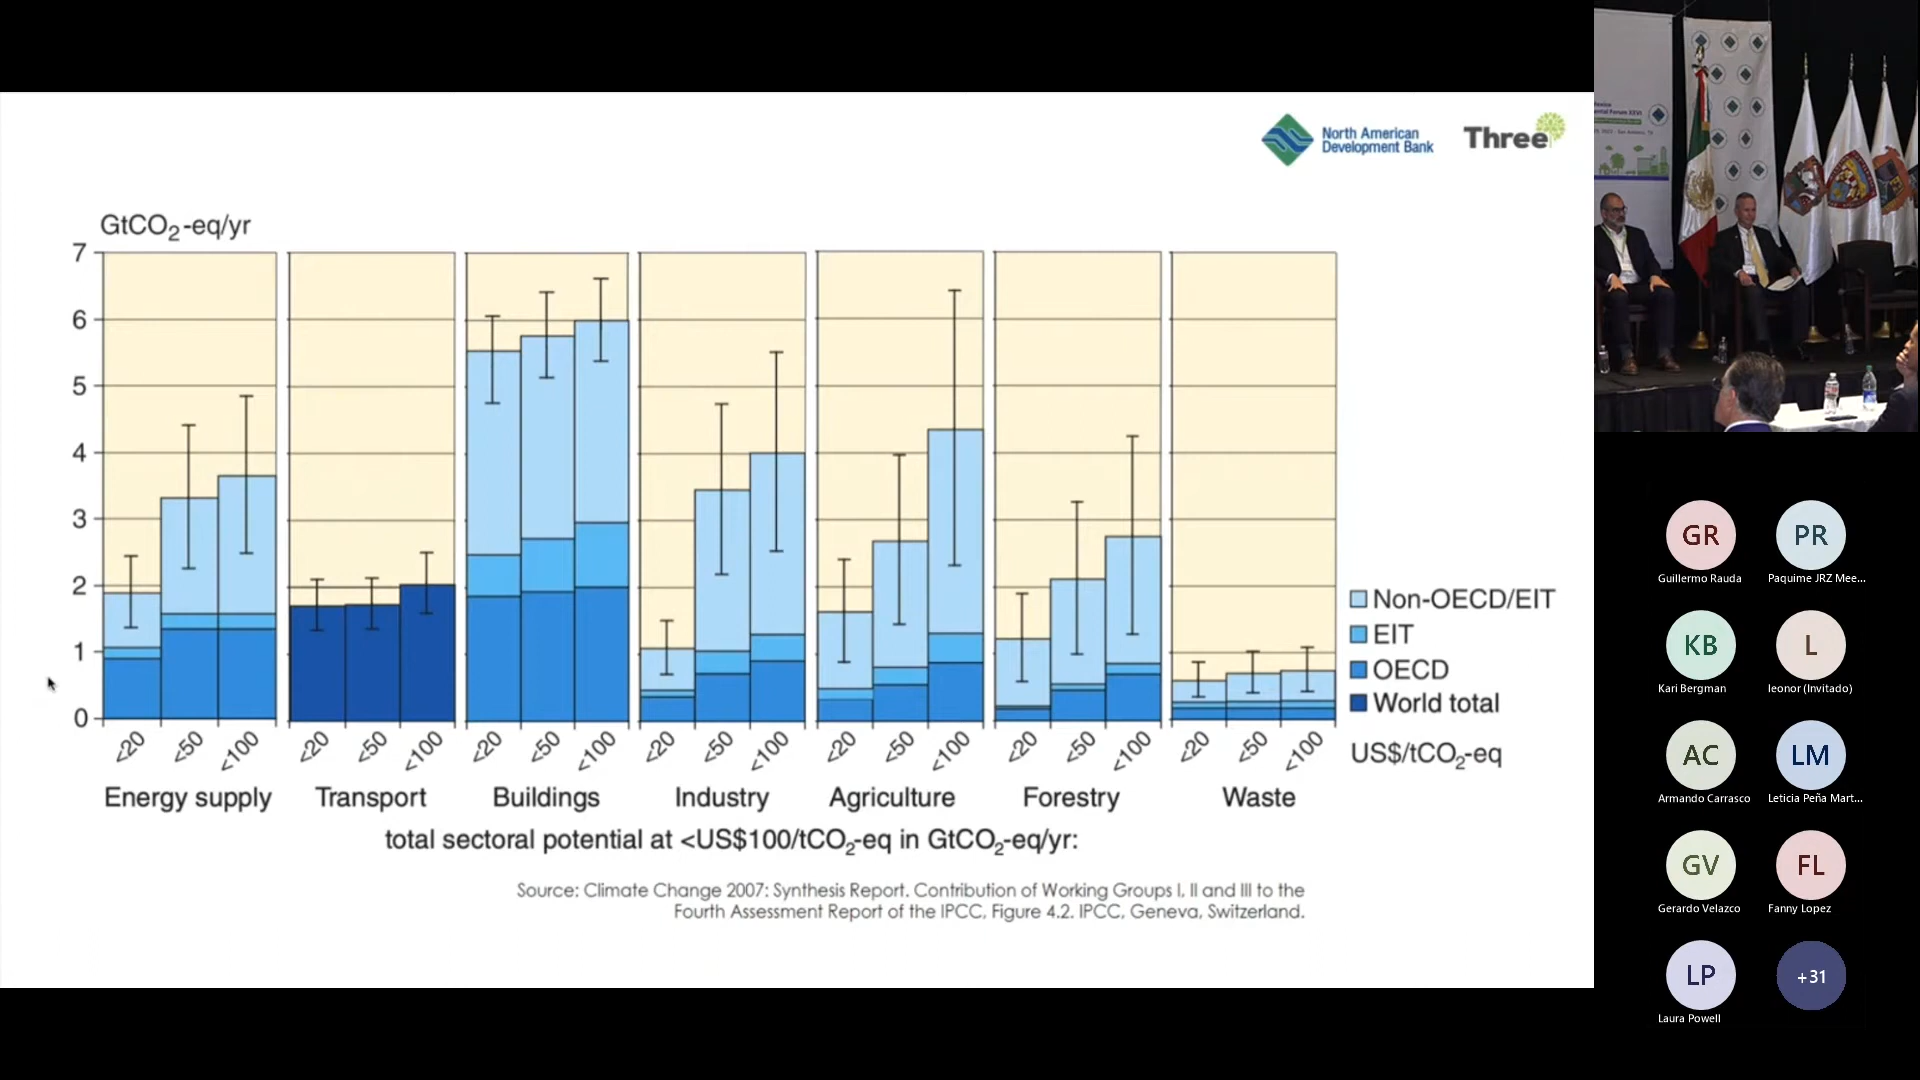 North American
Development Bank
Three
GtCO₂-eq/yr
7
6
5
4
3
2
1
0
<20 <50 <100 <20 <50 <100 <20 <50 <100 <20 <50 <100 <20 <50 <100 <20 <50 <100 <20 <50 <100
Energy supply Transport Buildings Industry Agriculture Forestry Waste
Non-OECD/EIT
EIT
OECD
World total
US$/tCO₂-eq
total sectoral potential at <US$100/tCO₂-eq in GtCO₂-eq/yr:
Source: Climate Change 2007: Synthesis Report. Contribution of Working Groups I, II and III to the
Fourth Assessment Report of the IPCC, Figure 4.2. IPCC, Geneva, Switzerland.
GR PR
Guillermo Rauda Paquime JRZ Mee...
KB L
Kari Bergman leonor (Invitado)
AC LM
Armando Carrasco Leticia Peña Mart...
GV FL
Gerardo Velazco Fanny Lopez
LP +31
Laura Powell